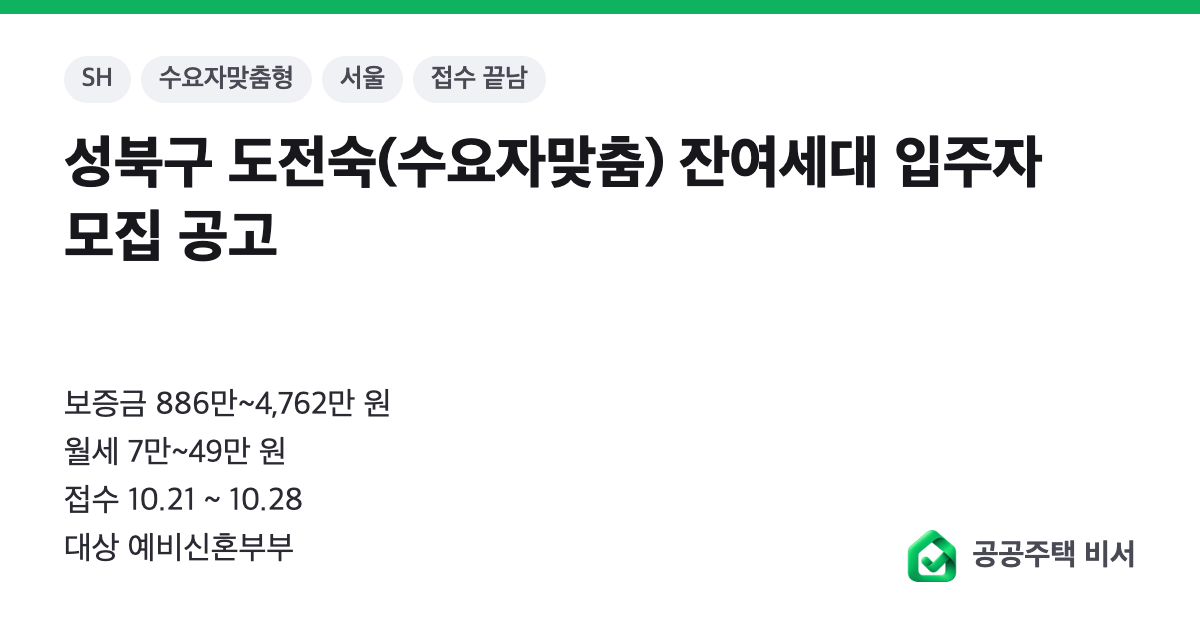 SH 수요자맞춤형 서울 접수 끝남
성북구 도전숙(수요자맞춤) 잔여세대 입주자
모집 공고
보증금 886만~4,762만 원
월세 7만~49만 원
접수 10.21 ~ 10.28
대상 예비신혼부부
공공주택 비서